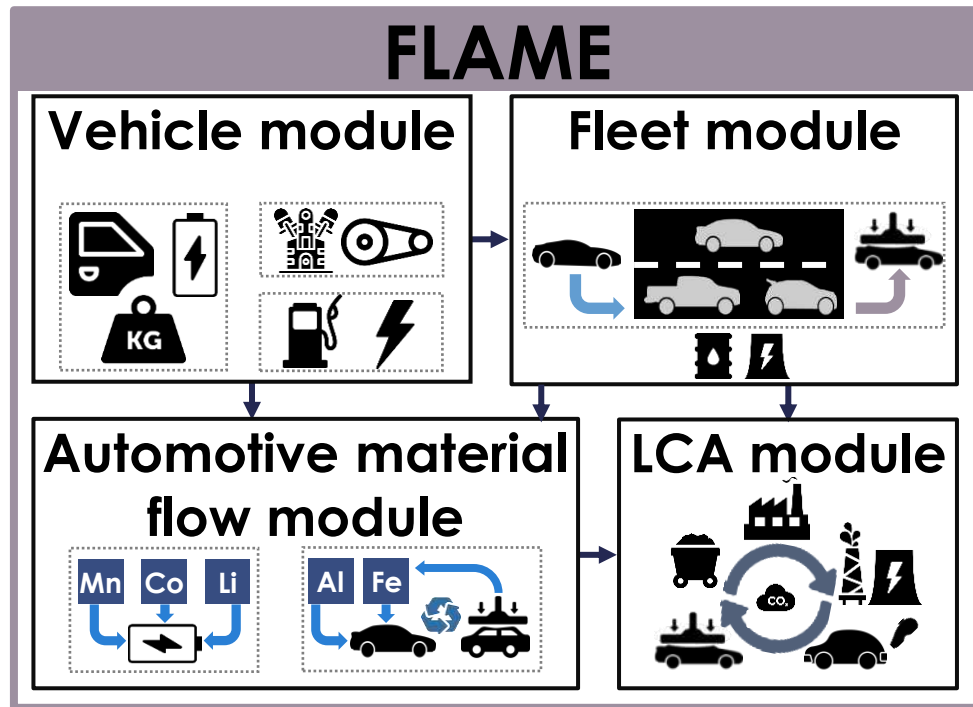 FLAME
Vehicle module
KG
Fleet module
Automotive material
flow module
Mn Co Li
Al Fe
LCA module
CO₂